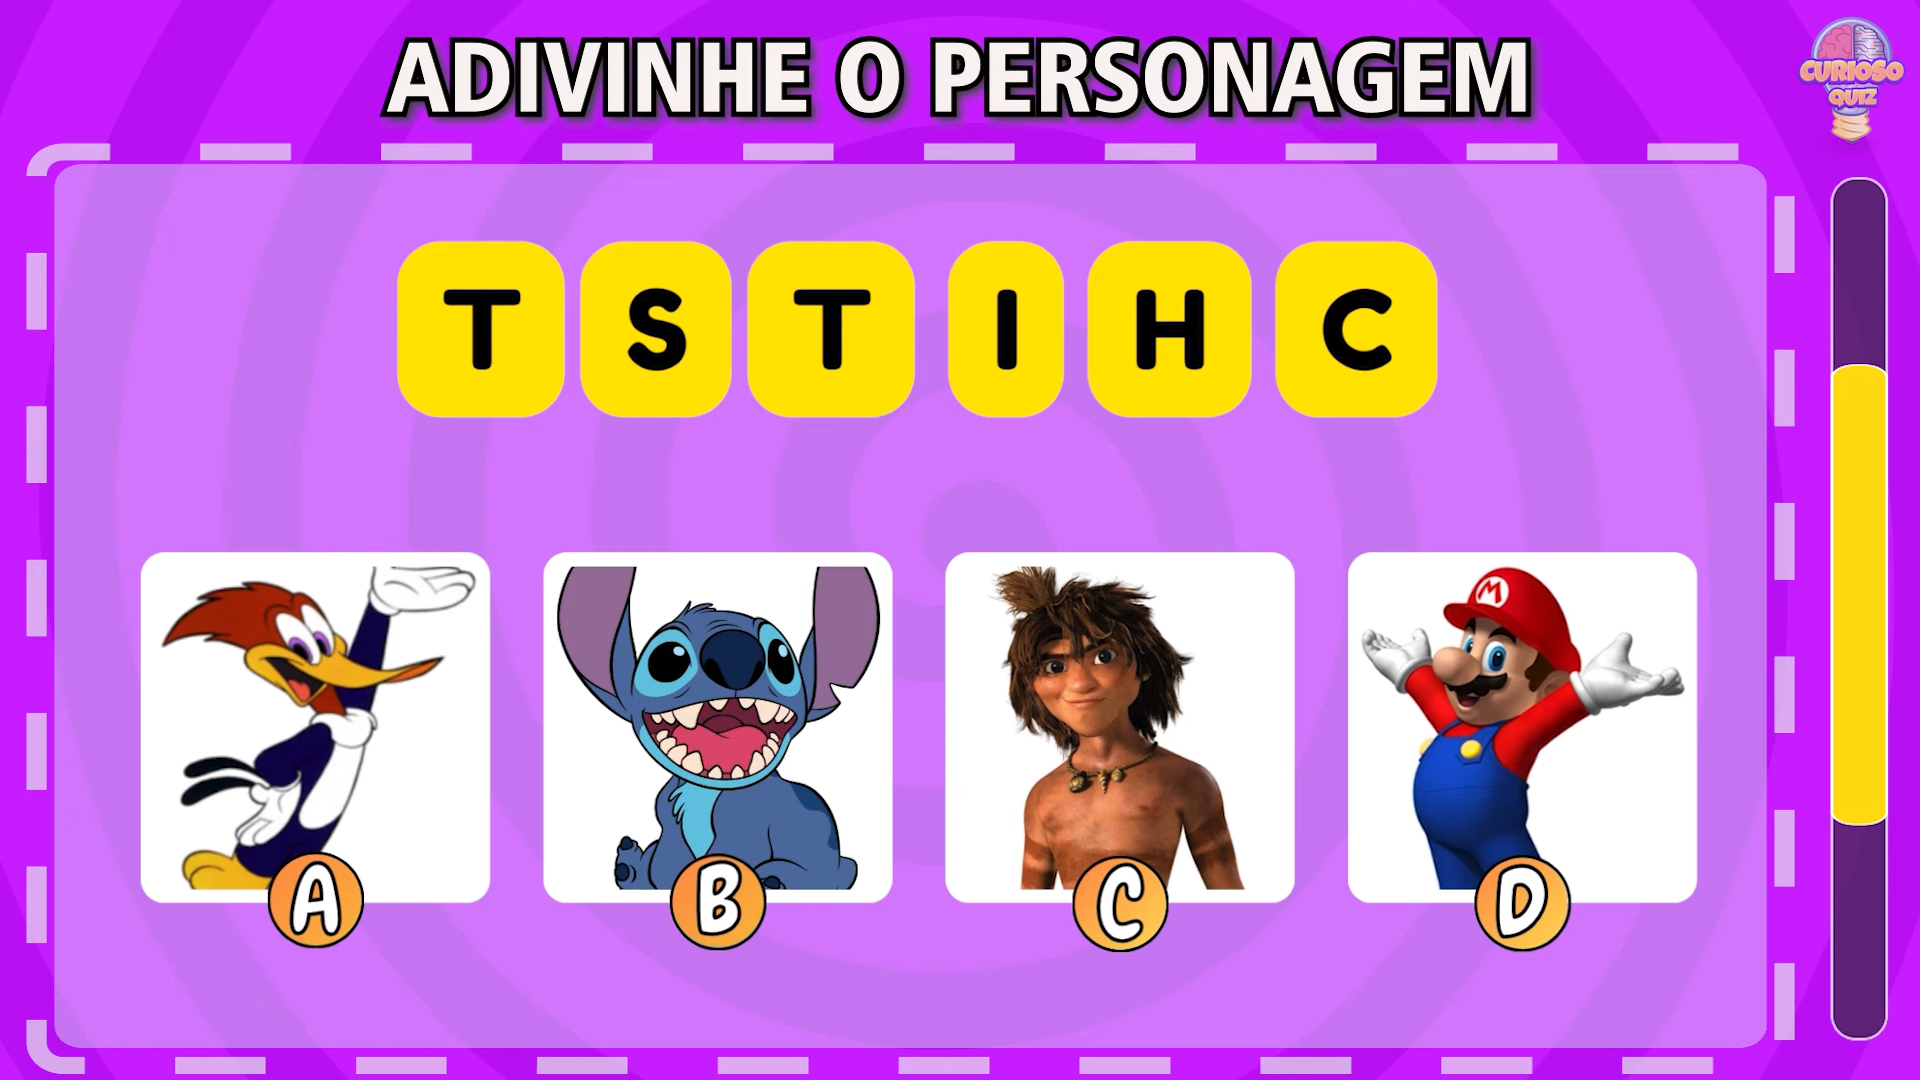 ADIVINHE O PERSONAGEM
CURIOSO
QUIZ
T S T I H C
M
A B C D